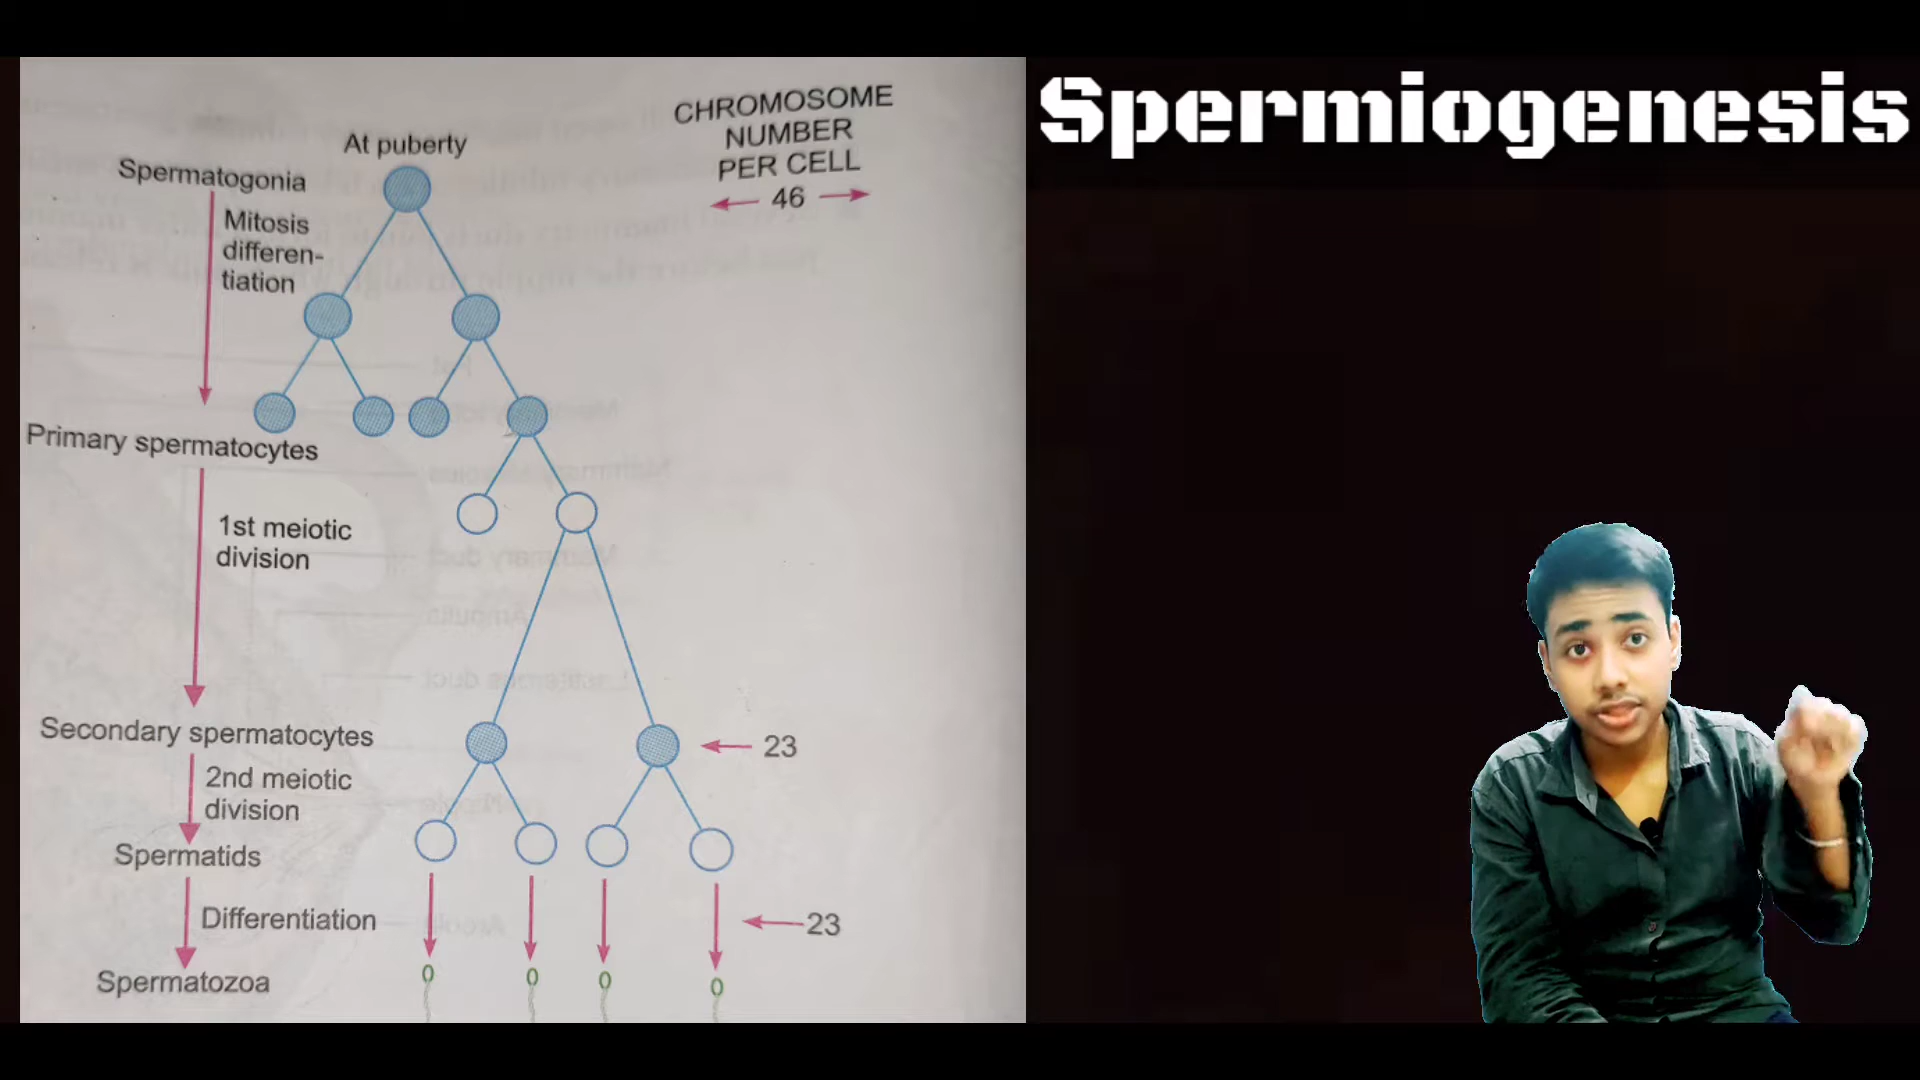 Spermiogenesis
CHROMOSOME
NUMBER
PER CELL
46
At puberty
Spermatogonia
Mitosis
differen-
tiation
Primary spermatocytes
1st meiotic
division
Secondary spermatocytes
23
2nd meiotic
division
Spermatids
Differentiation
23
Spermatozoa